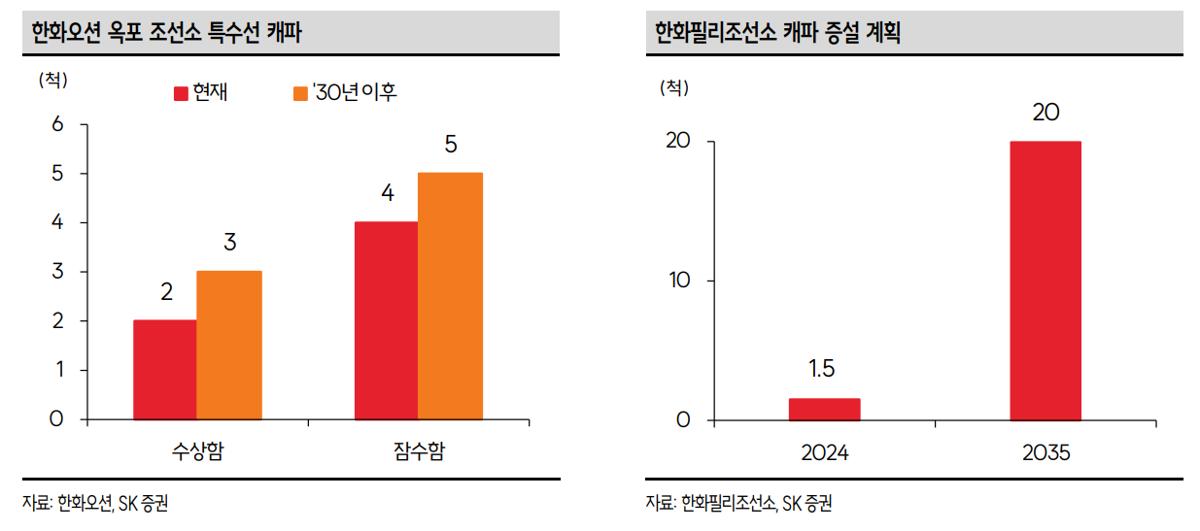 한화오션 옥포 조선소 특수선 캐파
(척)
현재 '30년 이후
6
5
4
3
2
1
0
2
3
4
5
수상함 잠수함
자료: 한화오션, SK 증권
한화필리조선소 캐파 증설 계획
(척)
20
10
0
1.5
20
2024 2035
자료: 한화필리조선소, SK 증권